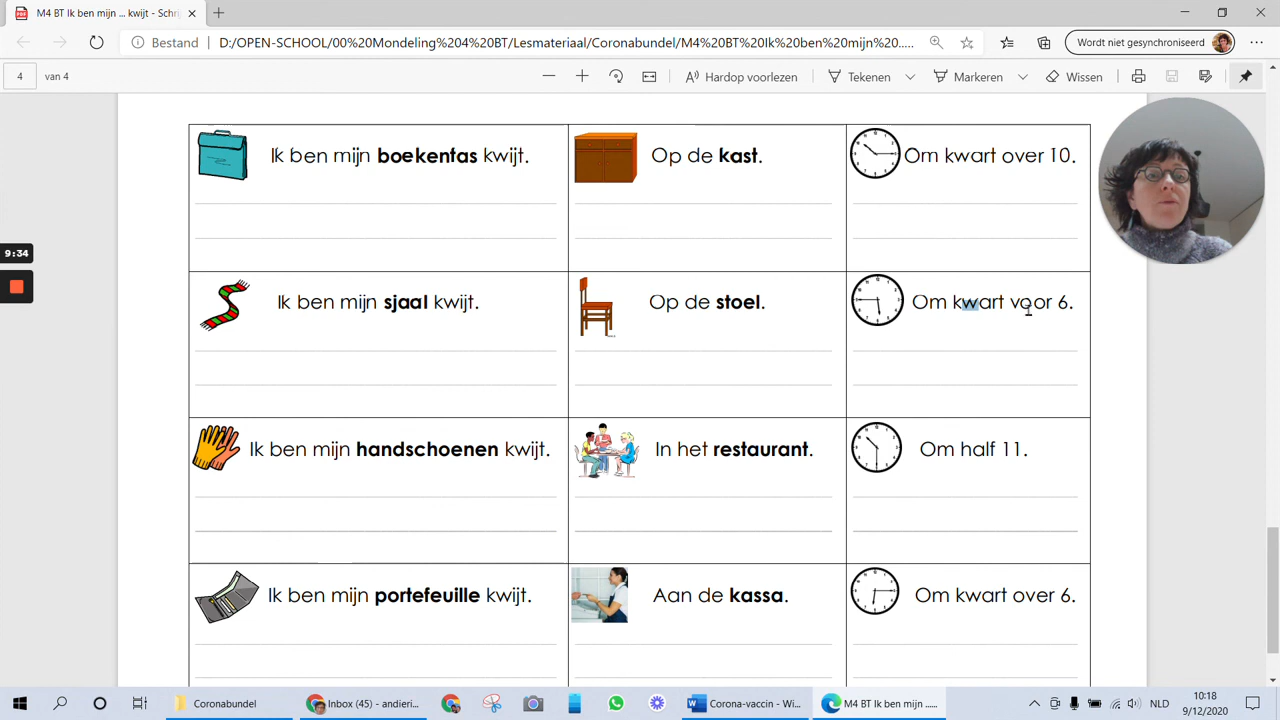 M4 BT Ik ben mijn ... kwijt - Schri
Bestand
D:/OPEN-SCHOOL/00%20Mondeling%204%20BT/Lesmateriaal/Coronabundel/M4%20BT%20Ik%20ben%20mijn%20.....
Wordt niet gesynchroniseerd
4 van 4
Hardop voorlezen
Tekenen
Markeren
Wissen
Ik ben mijn boekentas kwijt.
Op de kast.
Om kwart over 10.
9:34
Ik ben mijn sjaal kwijt.
Op de stoel.
Om kwart voor 6.
Ik ben mijn handschoenen kwijt.
In het restaurant.
Om half 11.
Ik ben mijn portefeuille kwijt.
Aan de kassa.
Om kwart over 6.
Coronabundel
Inbox (45) - andieri...
Corona-vaccin - Wi...
M4 BT Ik ben mijn .....
NLD
10:18
9/12/2020